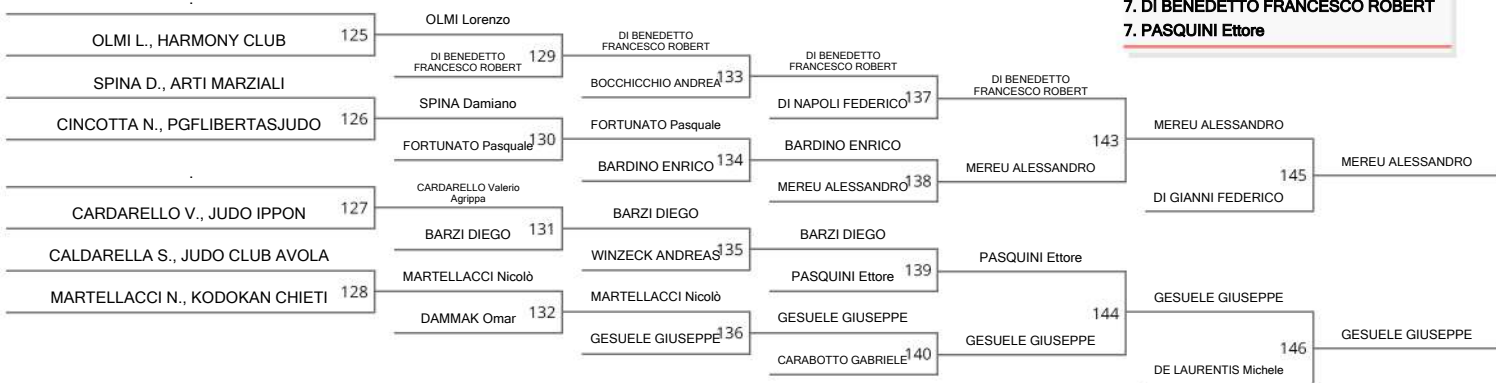 7. DI BENEDETTO FRANCESCO ROBERT
7. PASQUINI Ettore
.
OLMI L., HARMONY CLUB
125
SPINA D., ARTI MARZIALI
CINCOTTA N., PGFLIBERTASJUDO
126
.
CARDARELLO V., JUDO IPPON
127
CALDARELLA S., JUDO CLUB AVOLA
MARTELLACCI N., KODOKAN CHIETI
128
OLMI Lorenzo
DI BENEDETTO
FRANCESCO ROBERT
129
SPINA Damiano
FORTUNATO Pasquale
130
CARDARELLO Valerio
Agrippa
BARZI DIEGO
131
MARTELLACCI Nicolò
DAMMAK Omar
132
DI BENEDETTO
FRANCESCO ROBERT
BOCCHICCHIO ANDREA
133
FORTUNATO Pasquale
BARDINO ENRICO
134
BARZI DIEGO
WINZECK ANDREAS
135
MARTELLACCI Nicolò
GESUELE GIUSEPPE
136
DI BENEDETTO
FRANCESCO ROBERT
DI NAPOLI FEDERICO
137
BARDINO ENRICO
MEREU ALESSANDRO
138
BARZI DIEGO
PASQUINI Ettore
139
GESUELE GIUSEPPE
CARABOTTO GABRIELE
140
DI BENEDETTO
FRANCESCO ROBERT
143
MEREU ALESSANDRO
PASQUINI Ettore
144
GESUELE GIUSEPPE
MEREU ALESSANDRO
145
DI GIANNI FEDERICO
GESUELE GIUSEPPE
146
DE LAURENTIS Michele
MEREU ALESSANDRO
GESUELE GIUSEPPE